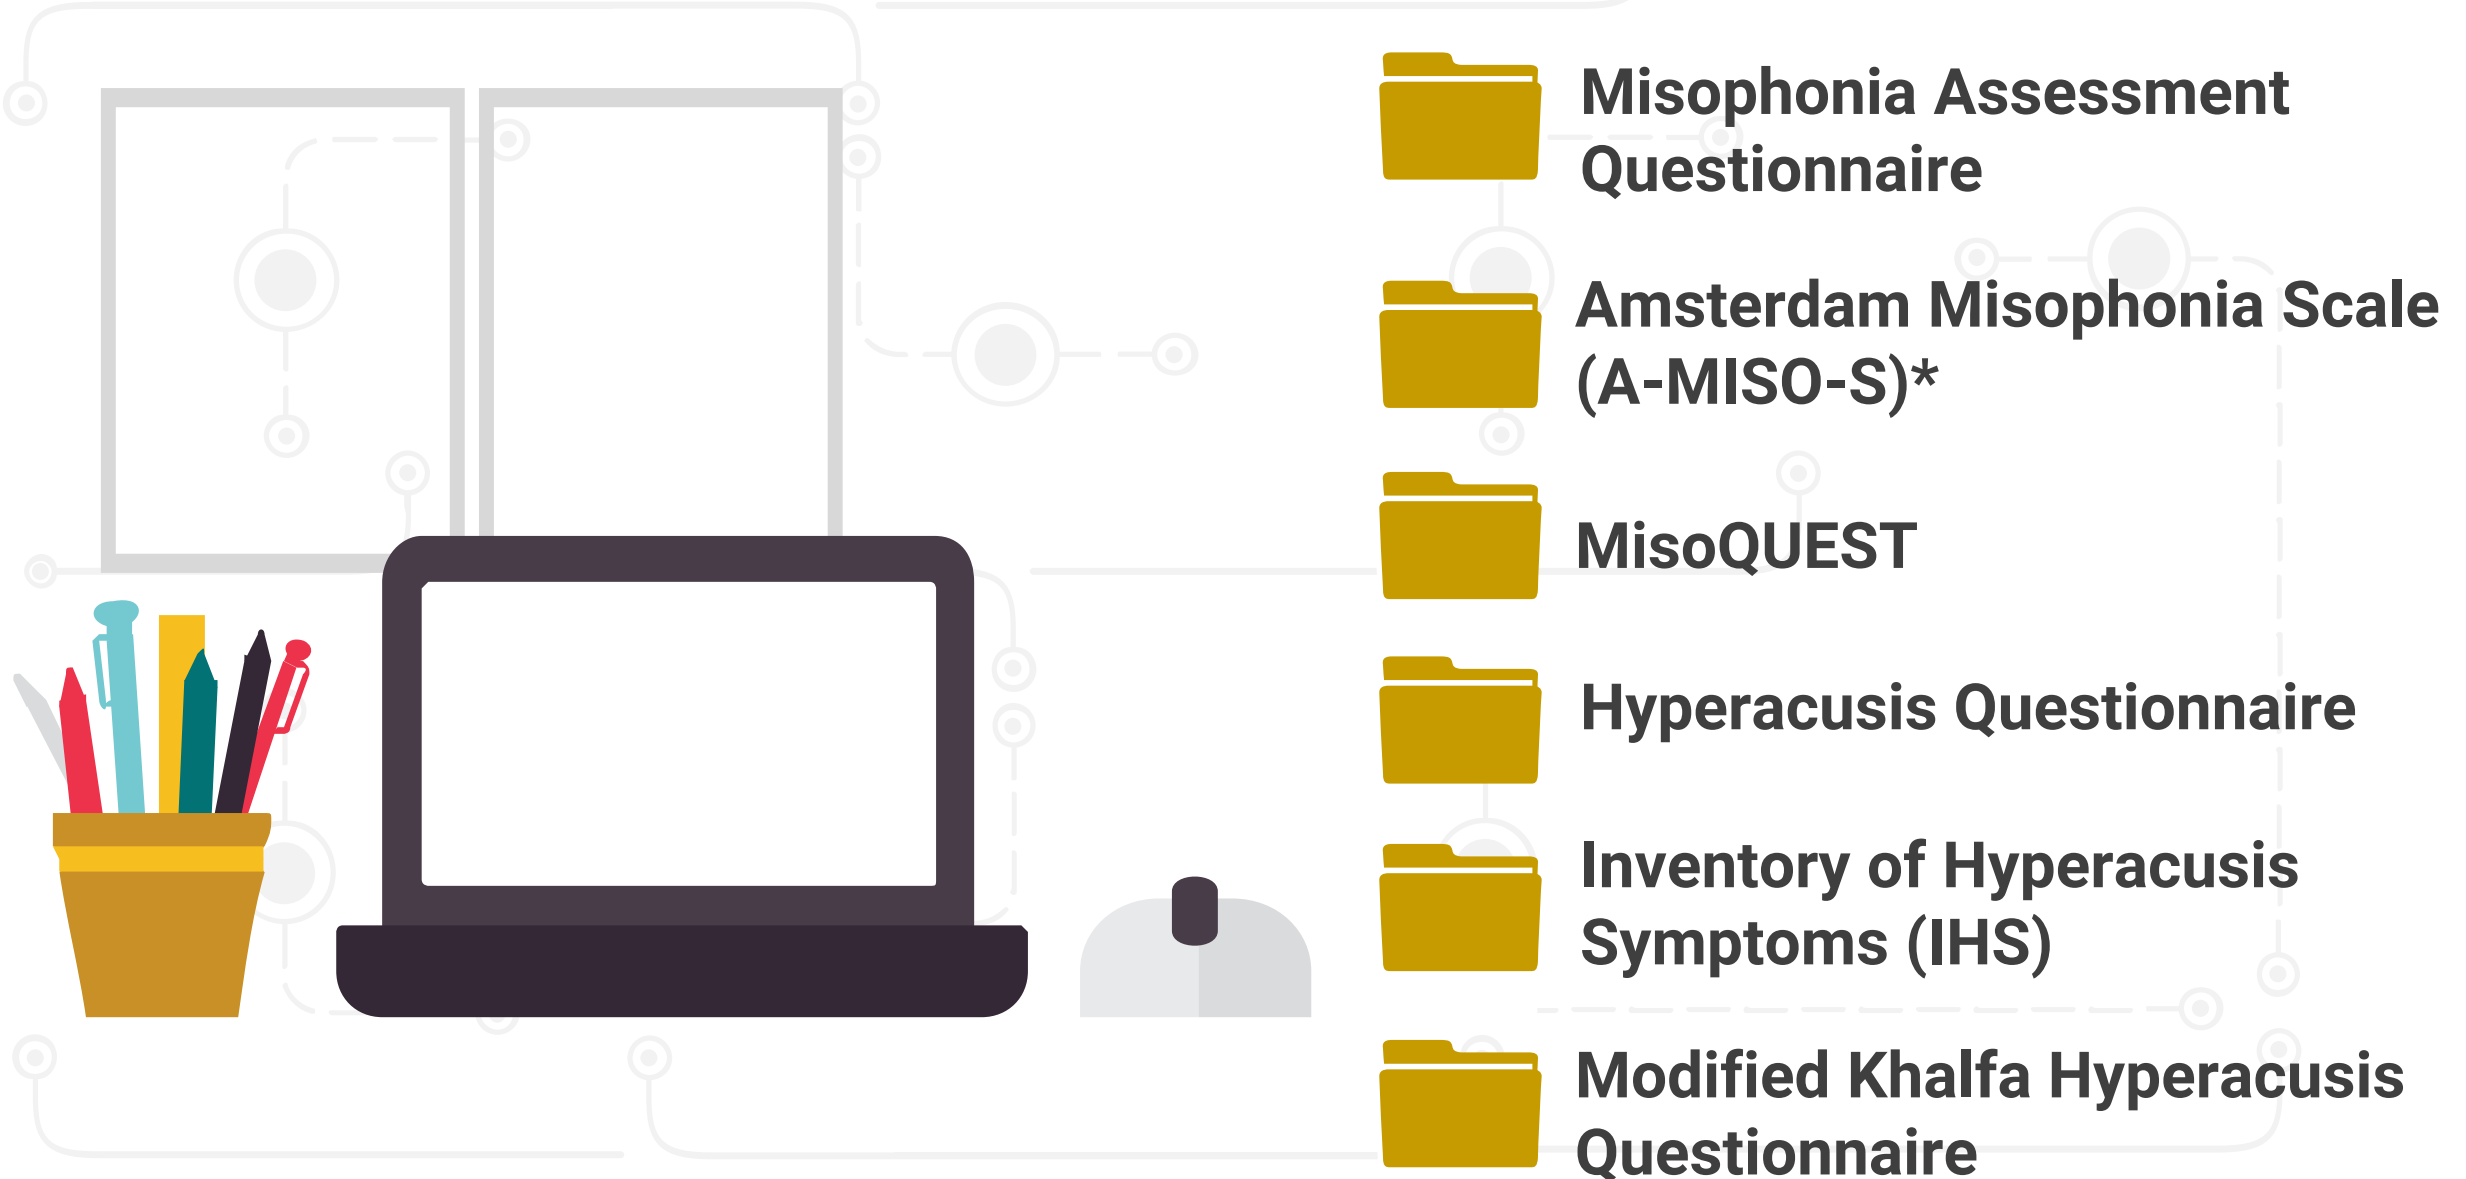 Misophonia Assessment
Questionnaire
Amsterdam Misophonia Scale
(A-MISO-S)*
MisoQUEST
Hyperacusis Questionnaire
Inventory of Hyperacusis
Symptoms (IHS)
Modified Khalfa Hyperacusis
Questionnaire